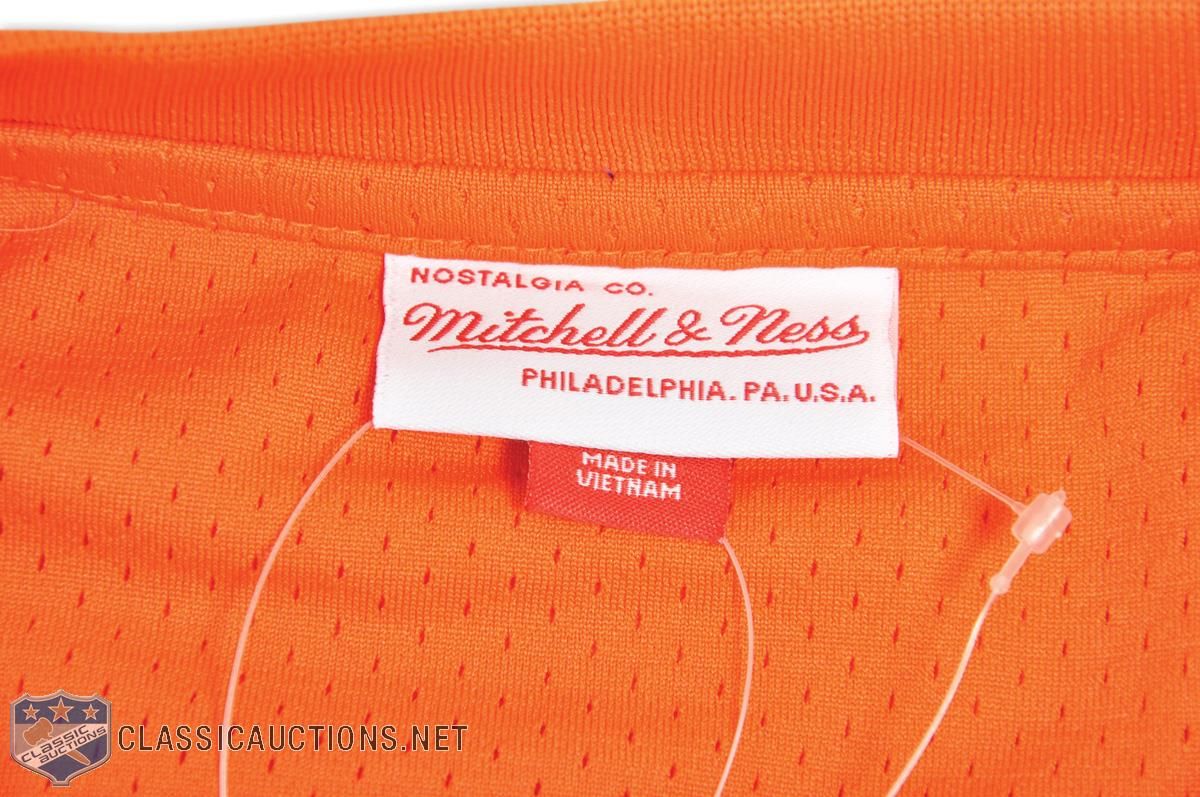 NOSTALGIA CO.
Mitchell & Ness
PHILADELPHIA. PA. U.S.A.
MADE IN
VIETNAM
CLASSIC
AUCTIONS
CLASSICAUCTIONS.NET